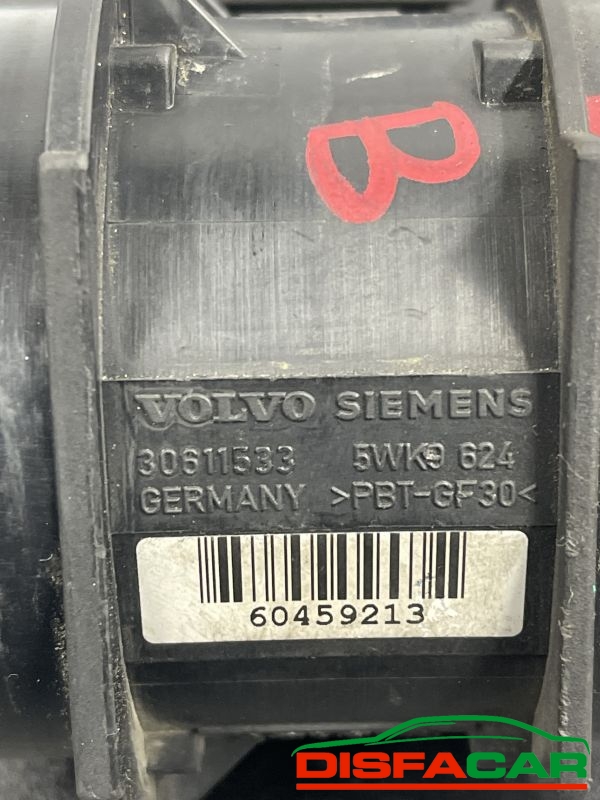 B
VOLVO SIEMENS
30611533 5WK9 624
GERMANY >PBT-GF30<
60459213
DISFACAR